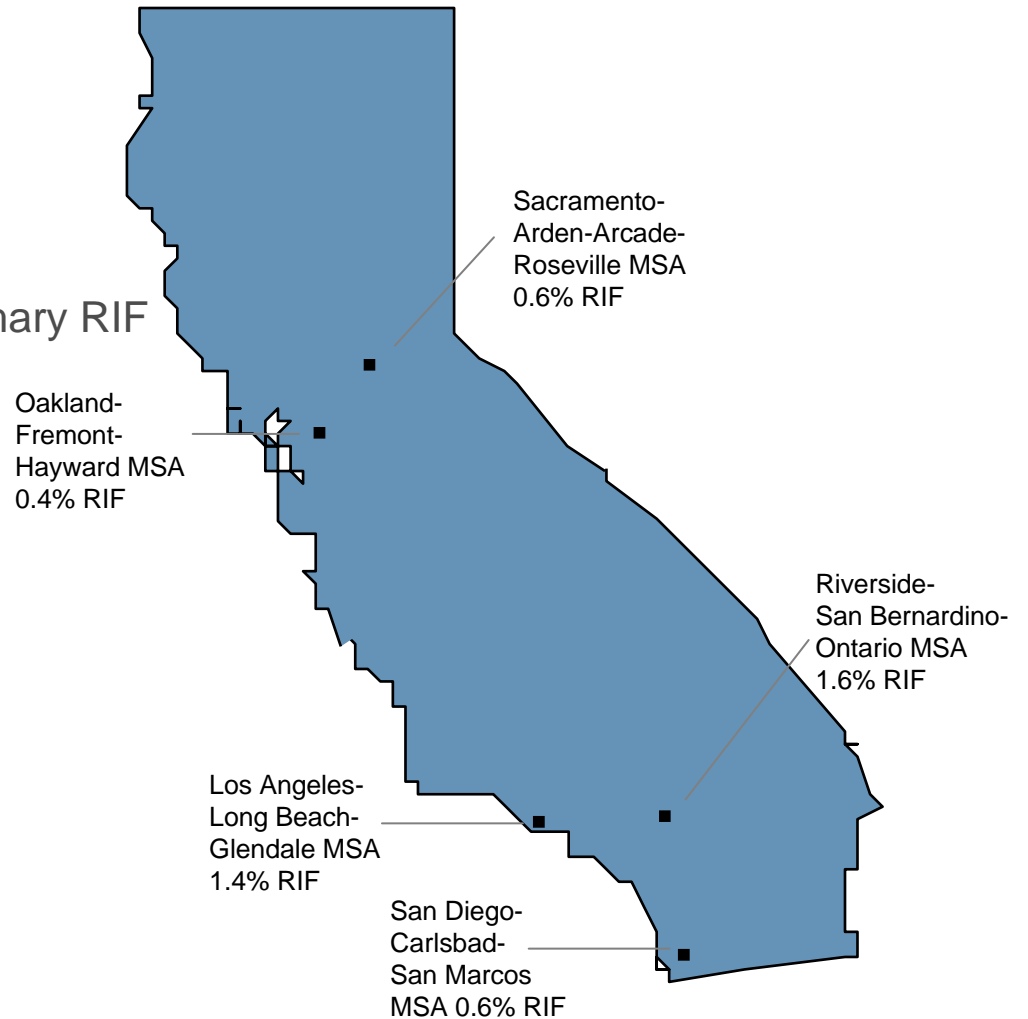 Sacramento-
Arden-Arcade-
Roseville MSA
0.6% RIF
RIF
Oakland-
Fremont-
Hayward MSA
0.4% RIF
Riverside-
San Bernardino-
Ontario MSA
1.6% RIF
Los Angeles-
Long Beach-
Glendale MSA
1.4% RIF
San Diego-
Carlsbad-
San Marcos
MSA 0.6% RIF